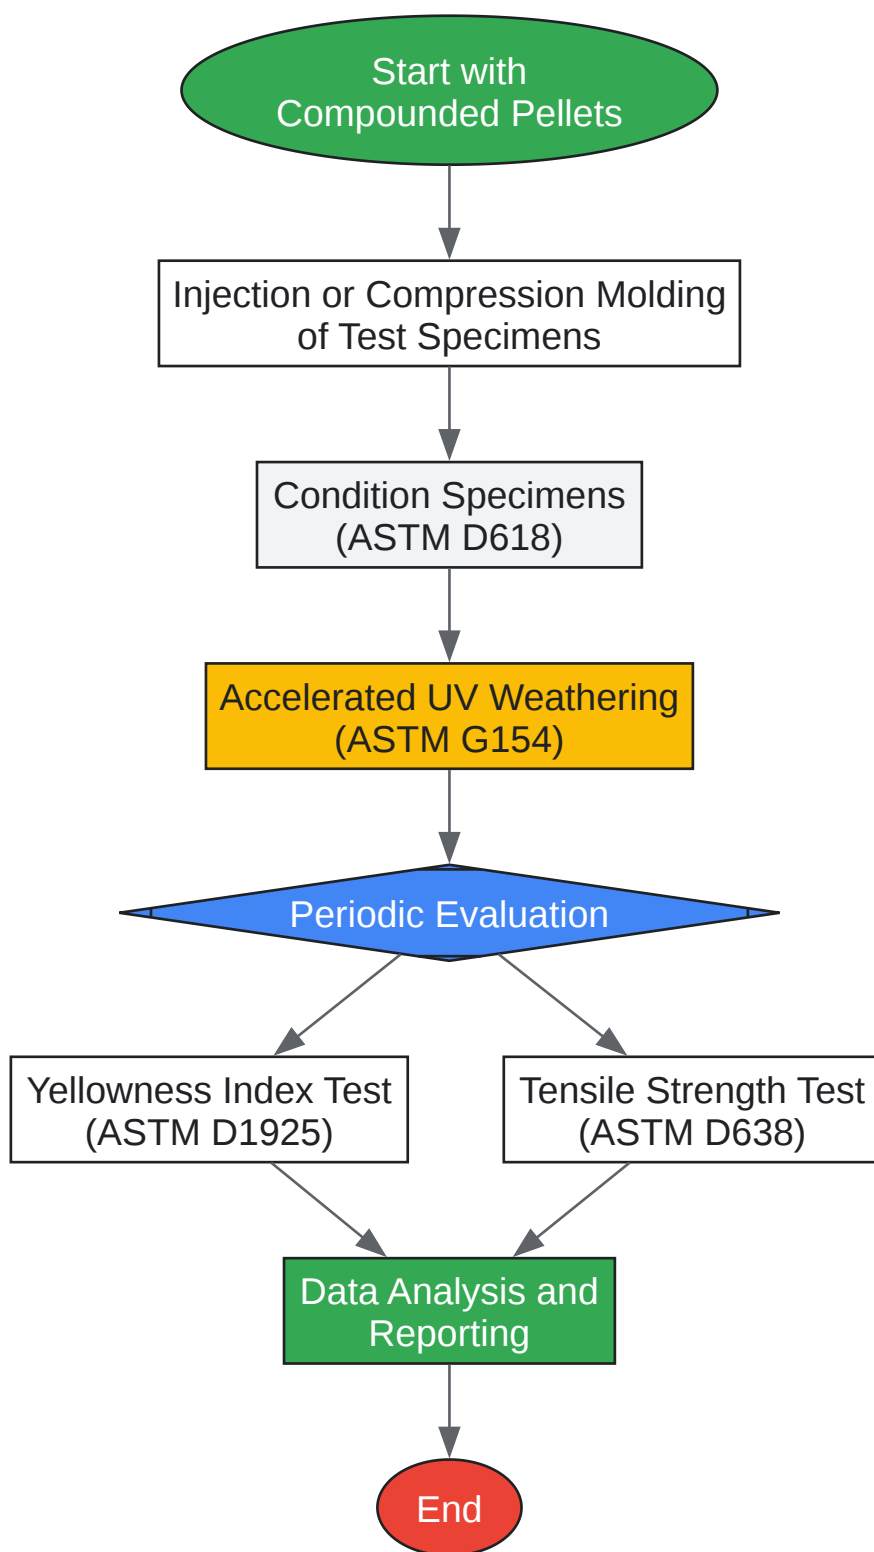 Start with
Compounded Pellets
Injection or Compression Molding
of Test Specimens
Condition Specimens
(ASTM D618)
Accelerated UV Weathering
(ASTM G154)
Periodic Evaluation
Yellowness Index Test
(ASTM D1925)
Tensile Strength Test
(ASTM D638)
Data Analysis and
Reporting
End